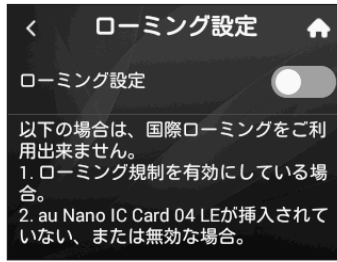 ローミング設定
ローミング設定
以下の場合は、国際ローミングをご利
用出来ません。
1. ローミング規制を有効にしている場
合。
2. au Nano IC Card 04 LEが挿入されて
いない、または無効な場合。